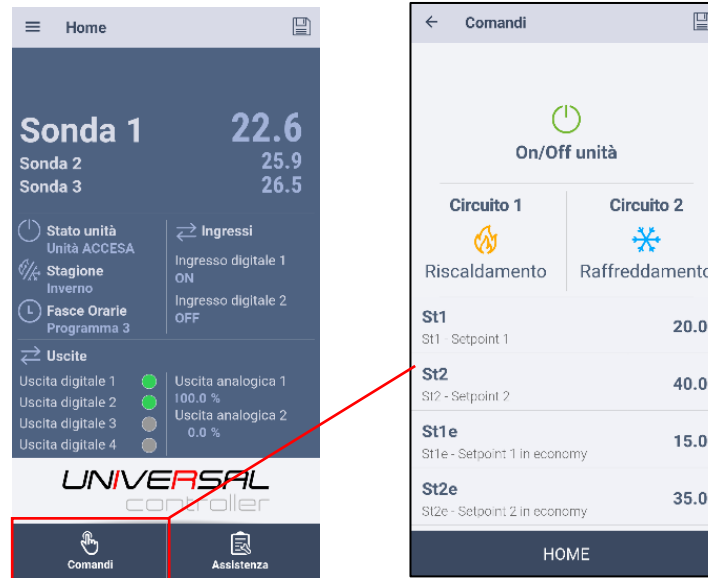 Home
Sonda 1 22.6
Sonda 2 25.9
Sonda 3 26.5
Stato unità
Unità ACCESA
Stagione
Inverno
Fasce Orarie
Programma 3
Ingressi
Ingresso digitale 1
ON
Ingresso digitale 2
OFF
Uscite
Uscita digitale 1
Uscita digitale 2
Uscita digitale 3
Uscita digitale 4
Uscita analogica 1
100.0 %
Uscita analogica 2
0.0 %
UNIVERSAL
controller
Comandi
Assistenza
Comandi
On/Off unità
Circuito 1
Riscaldamento
Circuito 2
Raffreddamento
St1 20.0
St1 - Setpoint 1
St2 40.0
St2 - Setpoint 2
St1e 15.0
St1e - Setpoint 1 in economy
St2e 35.0
St2e - Setpoint 2 in economy
HOME